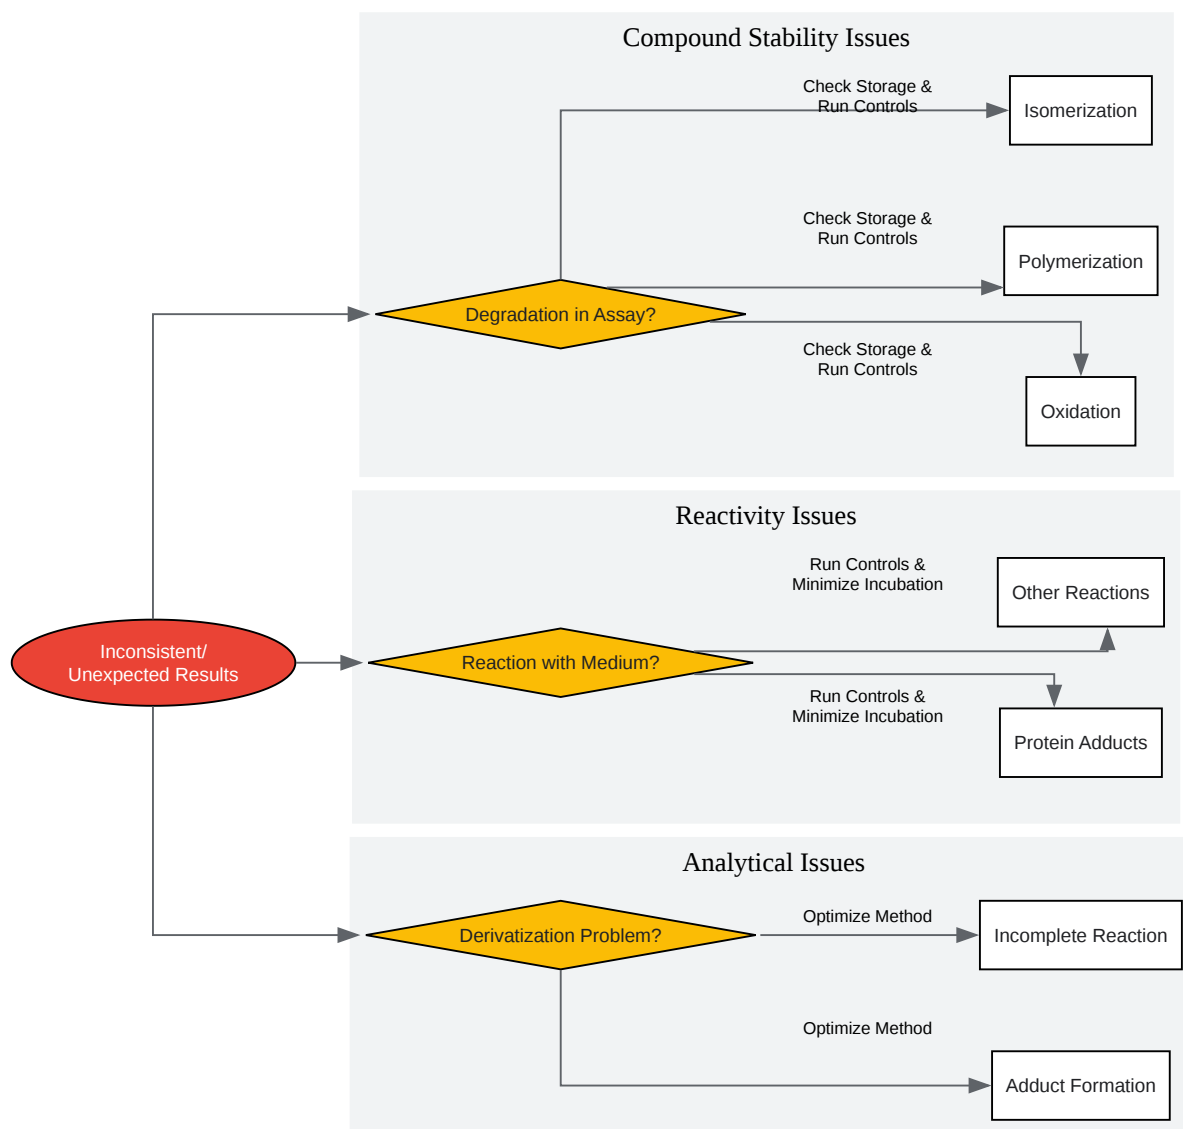 Compound Stability Issues
Check Storage &
Run Controls
Isomerization
Check Storage &
Run Controls
Polymerization
Degradation in Assay?
Check Storage &
Run Controls
Oxidation
Reactivity Issues
Run Controls &
Minimize Incubation
Other Reactions
Inconsistent/
Unexpected Results
Reaction with Medium?
Run Controls &
Minimize Incubation
Protein Adducts
Analytical Issues
Derivatization Problem?
Optimize Method
Incomplete Reaction
Optimize Method
Adduct Formation